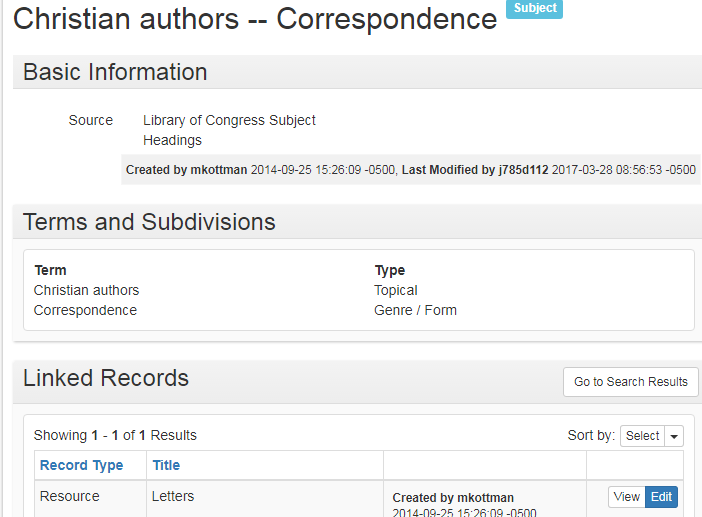 Christian authors -- Correspondence Subject
Basic Information
Source Library of Congress Subject
Headings
Created by mkottman 2014-09-25 15:26:09 -0500, Last Modified by j785d112 2017-03-28 08:56:53 -0500
Terms and Subdivisions
Term Type
Christian authors Topical
Correspondence Genre / Form
Linked Records Go to Search Results
Showing 1 - 1 of 1 Results Sort by: Select
Record Type Title
Resource Letters Created by mkottman View Edit
2014-09-25 15:26:09 -0500